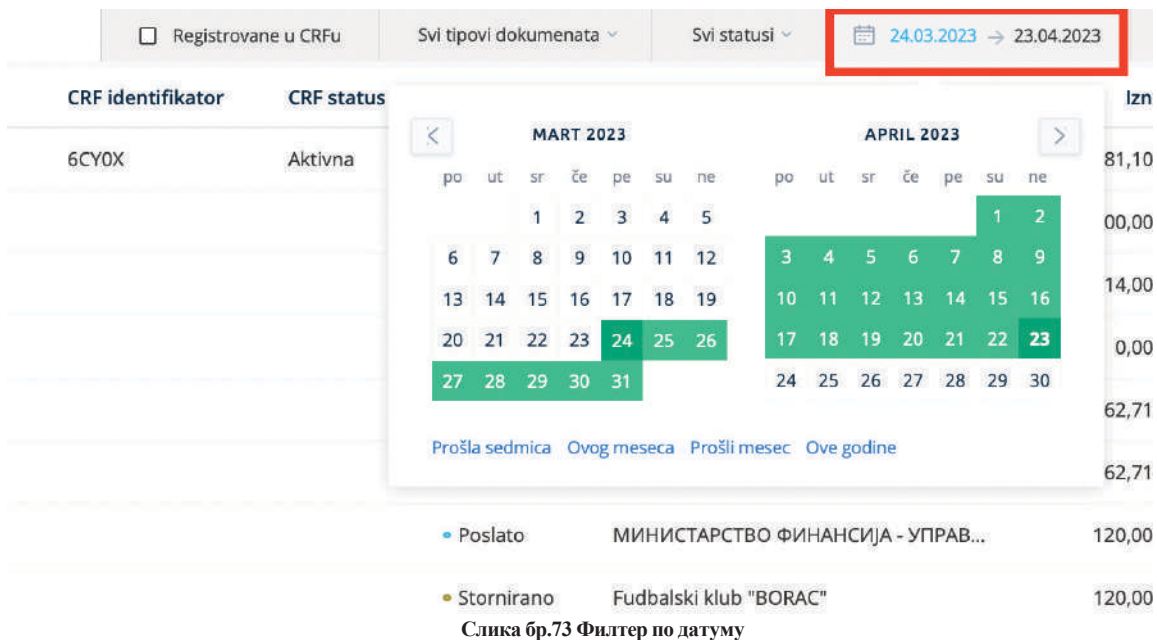 Registrovane u CRFu Svi tipovi dokumenata Svi statusi 24.03.2023 → 23.04.2023
CRF identifikator CRF status Izn
MART 2023 APRIL 2023
6CY0X Aktivna 81,10
po ut sr če pe su ne po ut sr če pe su ne
1 2 3 4 5 1 2
00,00
6 7 8 9 10 11 12 3 4 5 6 7 8 9
14,00
13 14 15 16 17 18 19 10 11 12 13 14 15 16
20 21 22 23 24 25 26 17 18 19 20 21 22 23
0,00
27 28 29 30 31 24 25 26 27 28 29 30
62,71
Prošla sedmica Ovog meseca Prošli mesec Ove godine
62,71
Poslato МИНИСТАРСТВО ФИНАНСИЈА - УПРАВ... 120,00
Stornirano Fudbalski klub "BORAC" 120,00
Слика бр.73 Филтер по датуму